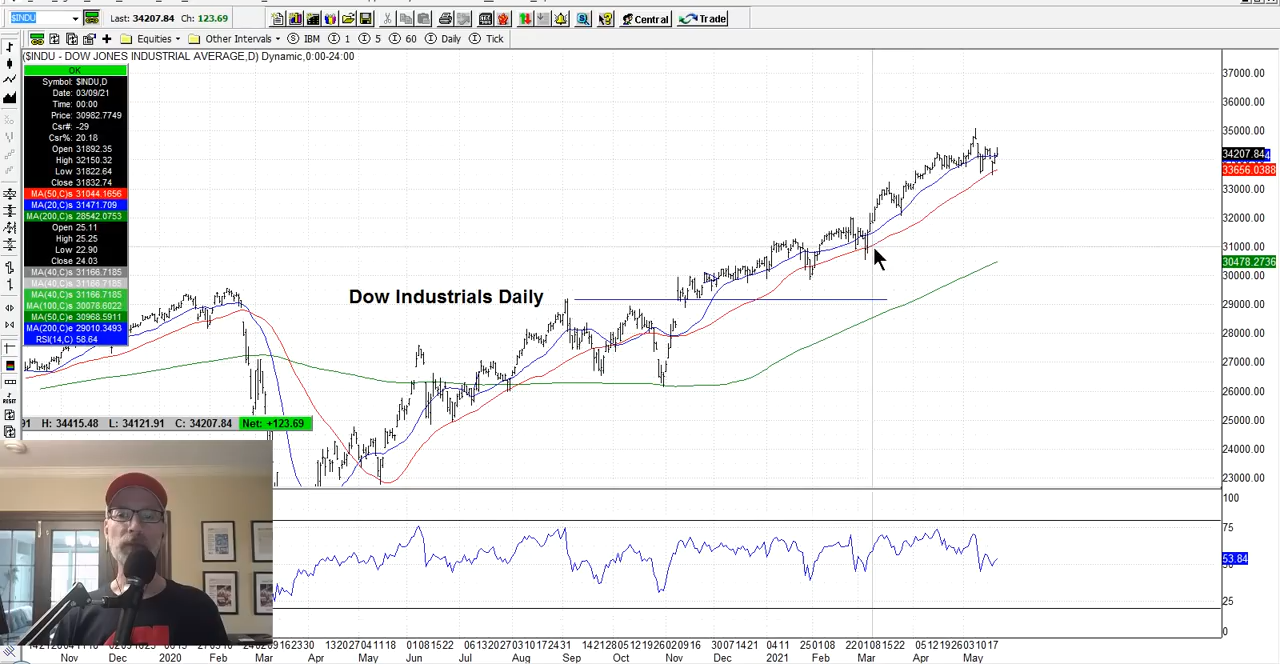 $INDU Last: 34207.84 Ch: 123.69 Central Trade
Equities Other Intervals IBM 1 5 60 Daily Tick
($INDU - DOW JONES INDUSTRIAL AVERAGE,D) Dynamic,0:00-24:00
OK
Symbol: $INDU,D
Date: 03/09/21
Time: 00:00
Price: 30982.7749
Csr#: -29
Csr%: 20.18
Open 31892.35
High 32150.32
Low 31822.64
Close 31832.74
MA(50,C)s 31044.1656
MA(20,C)s 31471.709
MA(200,C)s 28542.0753
Open 25.11
High 25.25
Low 22.90
Close 24.03
MA(40,C)s 31166.7185
MA(40,C)s 31166.7185
MA(40,C)s 31166.7185
MA(100,C)s 30078.6022
MA(50,C)e 30968.5911
MA(200,C)e 29010.3493
RSI(14,C) 58.64
Dow Industrials Daily
H: 34415.48 L: 34121.91 C: 34207.84 Net: +123.69
37000.00
36000.00
35000.00
34207.84
33656.0388
33000.00
32000.00
31000.00
30478.2736
30000.00
29000.00
28000.00
27000.00
26000.00
25000.00
24000.00
23000.00
100
75
53.84
25
0
RESET
Nov Dec 2020 Feb Mar Apr May Jun Jul Aug Sep Oct Nov Dec 2021 Feb Mar Apr May